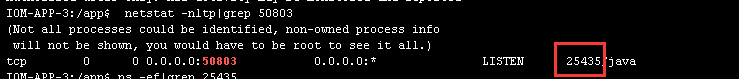 IOM-APP-3:/app$ netstat -nltp|grep 50803
(Not all processes could be identified, non-owned process info
will not be shown, you would have to be root to see it all.)
tcp 0 0 0.0.0.0:50803 0.0.0.0:* LISTEN 25435/java
IOM-APP-3:/app$ ps -ef|grep 25435